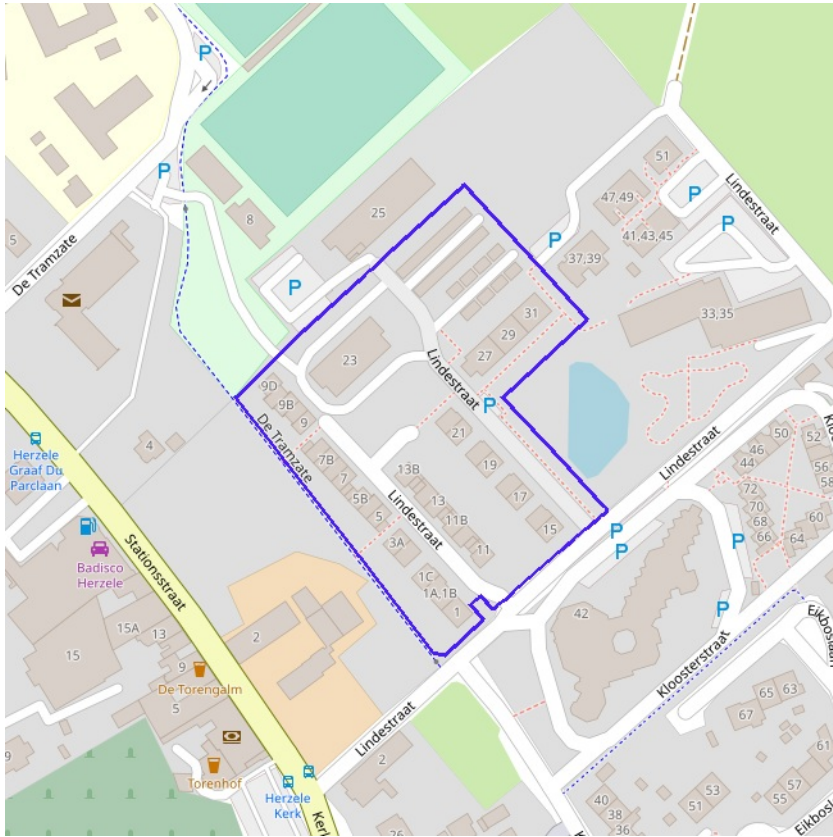 P
P
51
47,49
P
Lindestraat
25
8
5
De Tramzate
41,43,45
P
P
37,39
P
33,35
31
29
23
27
Lindestraat
9D
9B
9
P
21
De Tramzate
4
Herzele
Graaf Du
Parclaan
7B
7
13B
19
50
52
46
44
56
58
Lindestraat
5B
5
13
17
72
70
68
66
60
64
11B
15
P
P
P
3A
11
Lindestraat
Badisco
Herzele
Stationsstraat
1C
1A,1B
1
42
P
Eikboslaan
15A
13
2
15
9
De Torengalm
5
Kloosterstraat
65
63
67
Lindestraat
61
2
Torenhof
Herzele
Kerk
9
57
53
55
51
40
38
36
26
Eikboslaan